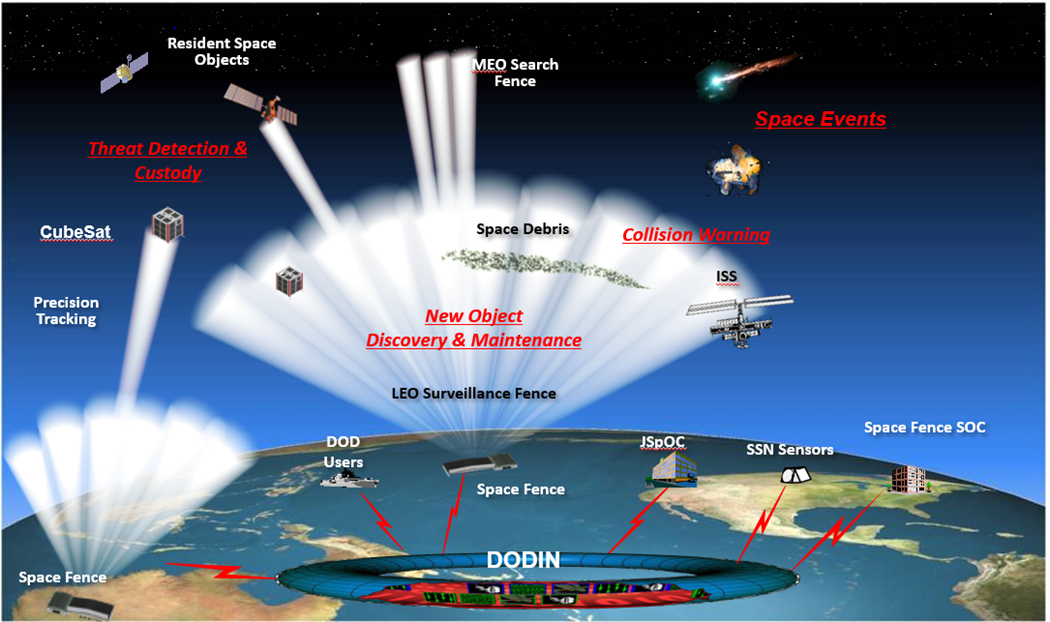 Resident Space
Objects
MEO Search
Fence
Space Events
Threat Detection &
Custody
CubeSat
Space Debris
Collision Warning
ISS
Precision
Tracking
New Object
Discovery & Maintenance
LEO Surveillance Fence
DOD
Users
JSpOC
SSN Sensors
Space Fence SOC
Space Fence
DODIN
Space Fence